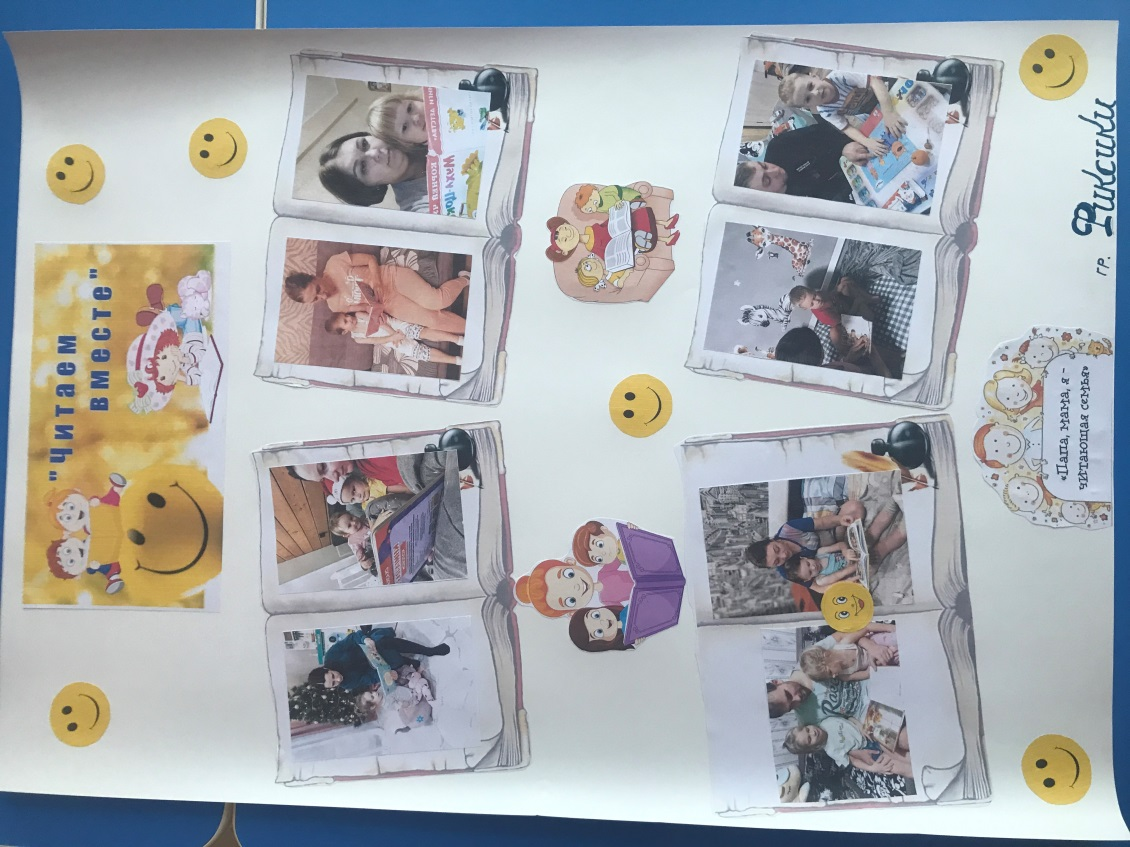 "Читаем
вместе"
«Папа, мама, я –
читающая семья»
гр. Фиксики